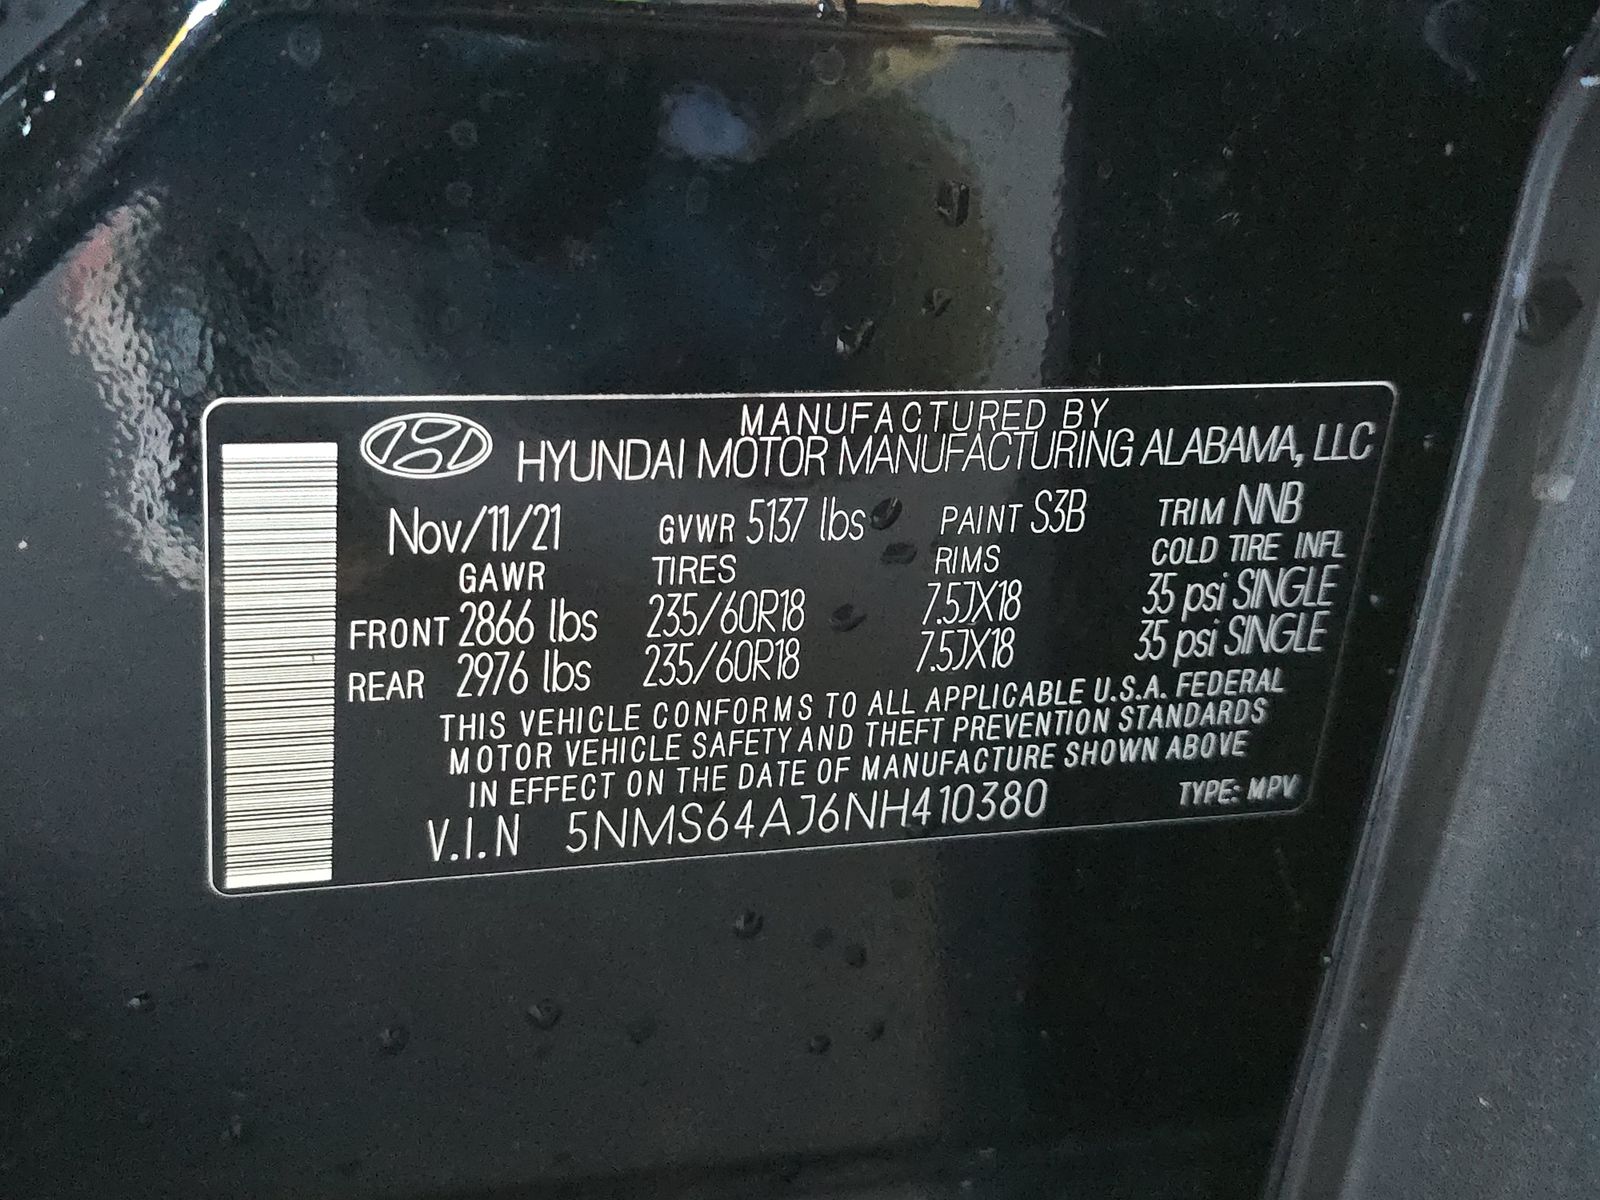 MANUFACTURED BY
HYUNDAI MOTOR MANUFACTURING ALABAMA, LLC
Nov/11/21 GVWR 5137 lbs PAINT S3B TRIM NNB
GAWR TIRES RIMS COLD TIRE INFL
FRONT 2866 lbs 235/60R18 7.5JX18 35 psi SINGLE
REAR 2976 lbs 235/60R18 7.5JX18 35 psi SINGLE
THIS VEHICLE CONFORMS TO ALL APPLICABLE U.S.A. FEDERAL
MOTOR VEHICLE SAFETY AND THEFT PREVENTION STANDARDS
IN EFFECT ON THE DATE OF MANUFACTURE SHOWN ABOVE
V.I.N 5NMS64AJ6NH410380 TYPE: MPV